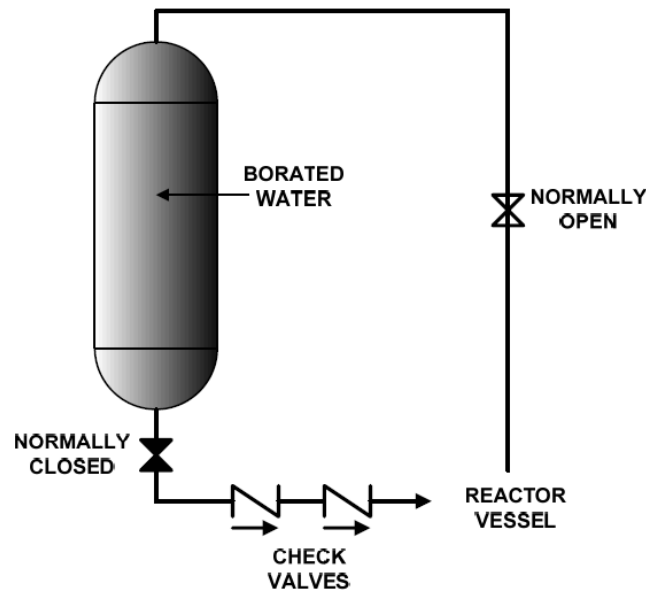 BORATED
WATER
NORMALLY
OPEN
NORMALLY
CLOSED
REACTOR
VESSEL
CHECK
VALVES